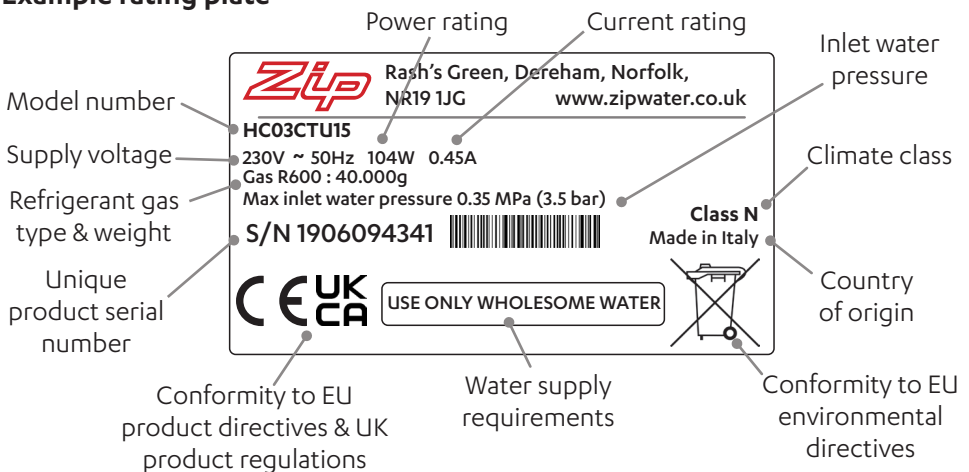 Example rating plate
Power rating
Current rating
Inlet water
pressure
Model number
Supply voltage
Refrigerant gas
type & weight
Unique
product serial
number
Zip
Rash's Green, Dereham, Norfolk,
NR19 1JG www.zipwater.co.uk
HC03CTU15
230V ~ 50Hz 104W 0.45A
Gas R600 : 40.000g
Max inlet water pressure 0.35 MPa (3.5 bar)
S/N 1906094341
Class N
Made in Italy
CE UK
CA
USE ONLY WHOLESOME WATER
Climate class
Country
of origin
Conformity to EU
product directives & UK
product regulations
Water supply
requirements
Conformity to EU
environmental
directives